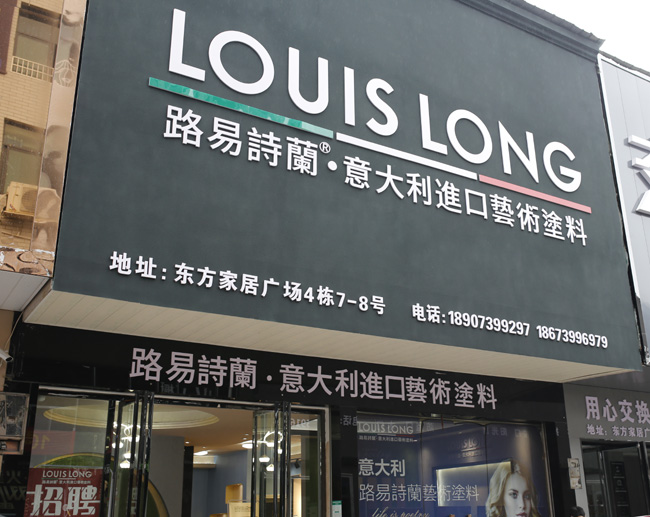 LOUIS LONG
路易詩蘭®·意大利進口藝術塗料
地址:东方家居广场4栋7-8号 电话:18907399297 18673996979
路易詩蘭·意大利進口藝術塗料
用心交换
地址:东方家居广
LOUIS LONG
招聘
LOUIS LONG
意大利
路易詩蘭藝術塗料